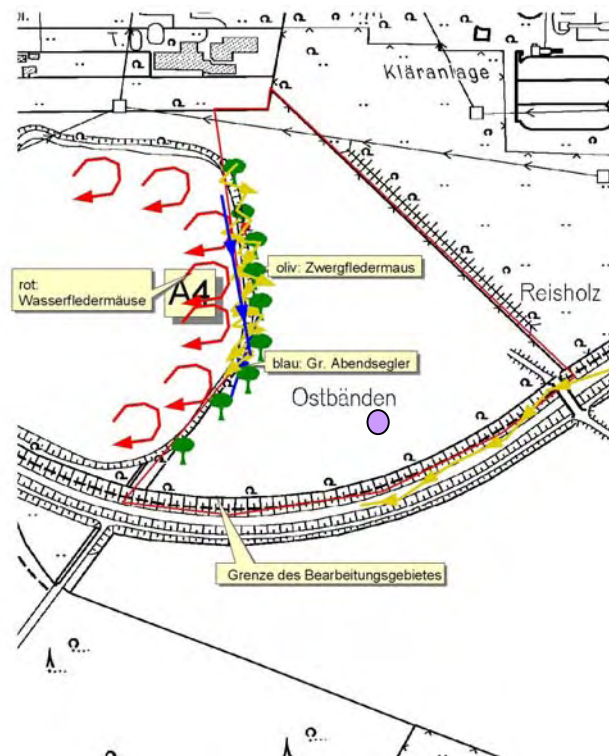 T.
Kläranlage
oliv: Zwergfledermaus
rot:
Wasserfledermäuse
A4
Reisholz
blau: Gr. Abendsegler
Ostbänden
Grenze des Bearbeitungsgebietes